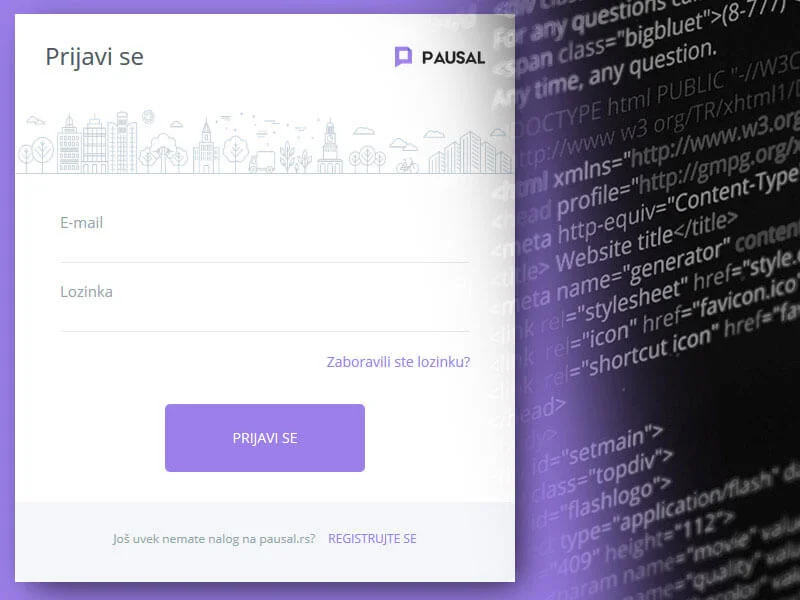 Prijavi se
PAUSAL
E-mail
Lozinka
Zaboravili ste lozinku?
PRIJAVI SE
Još uvek nemate nalog na pausal.rs? REGISTRUJTE SE
For any questions
<span class="bigbluet">(8-777)
Any time, any question.
DOCTYPE html PUBLIC "-//W3C
http://www w3 org/TR/xhtml1/
<html xmlns="http://www.w3.org
<head profile="http://gmpg.org/
<meta http-equiv="Content-Type
<title> Website title</title>
<meta name="generator" content
<link rel="stylesheet" href="style.
<link rel="icon" href="favicon.ico"
<link rel="shortcut icon" href="fa
</head>
id="setmain">
class="topdiv">
id="flashlogo">
type="application/flash"
"409" height="112">
<param name="movie"
name="quality"